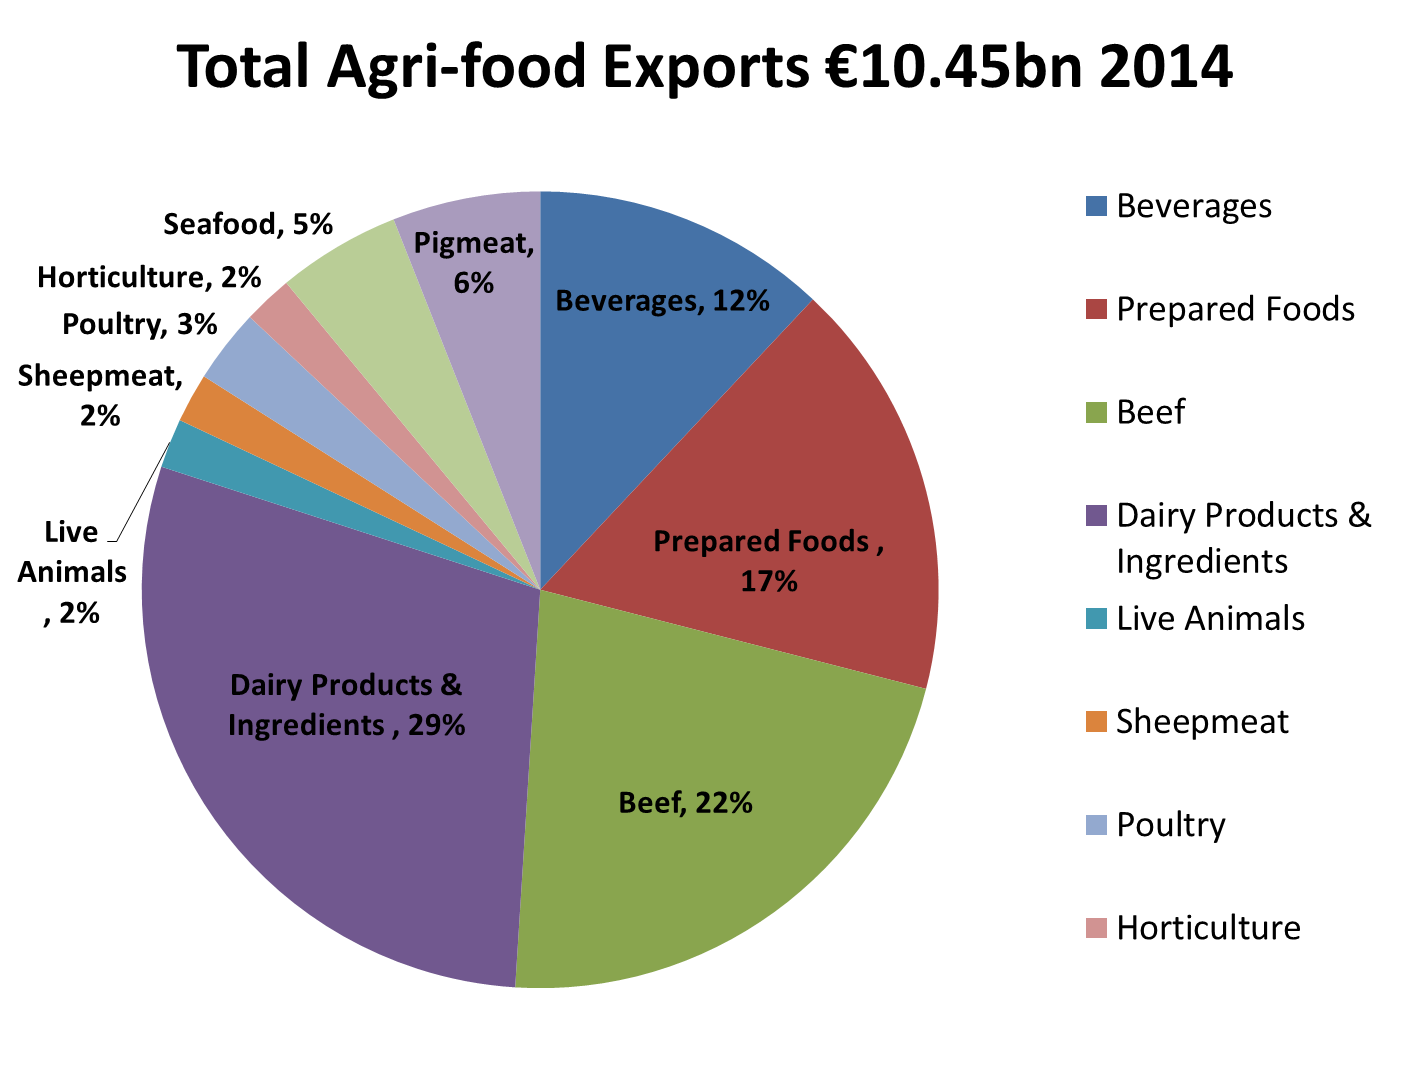 Total Agri-food Exports €10.45bn 2014
Seafood, 5%
Pigmeat,
6%
Horticulture, 2%
Beverages, 12%
Poultry, 3%
Sheepmeat,
2%
Live
Animals
, 2%
Prepared Foods ,
17%
Dairy Products &
Ingredients , 29%
Beef, 22%
Beverages
Prepared Foods
Beef
Dairy Products &
Ingredients
Live Animals
Sheepmeat
Poultry
Horticulture